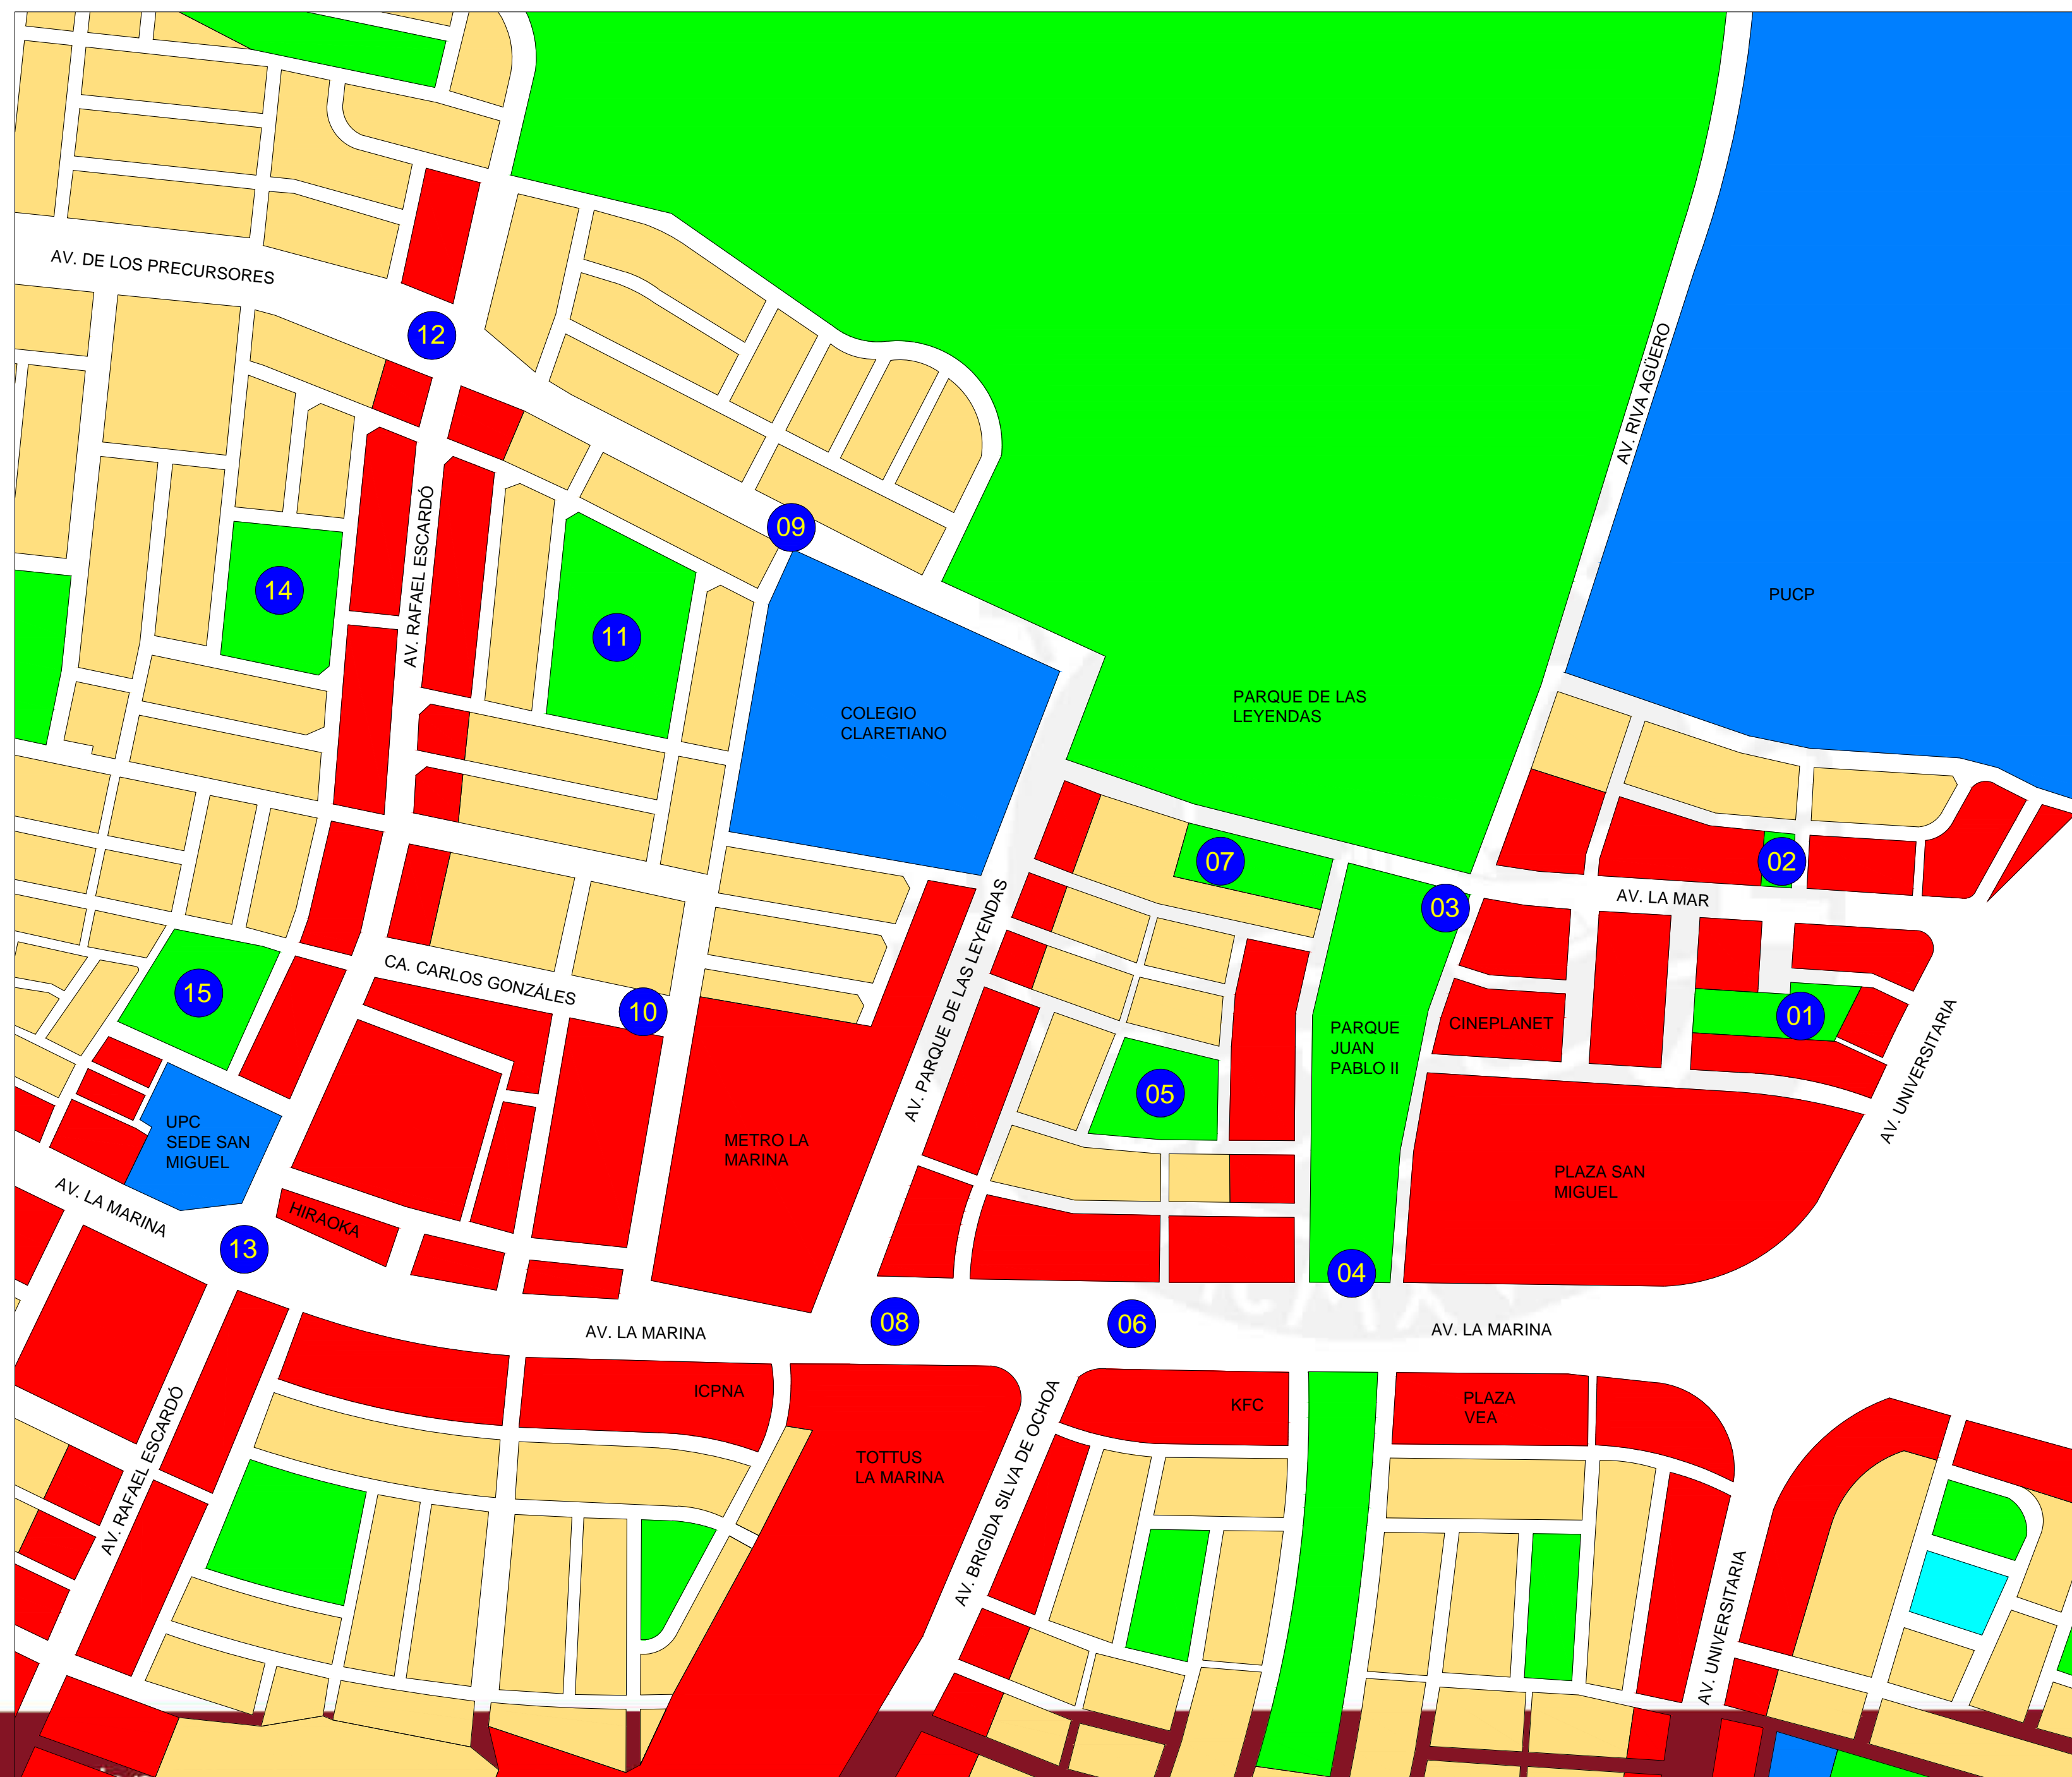 AV. DE LOS PRECURSORES
12
AV. RIVA AGÜERO
09
AV. RAFAEL ESCARDÓ
14
11
PUCP
COLEGIO
CLARETIANO
PARQUE DE LAS
LEYENDAS
07
02
03
AV. LA MAR
CA. CARLOS GONZÁLES
15
10
AV. PARQUE DE LAS LEYENDAS
PARQUE
JUAN
PABLO II
CINEPLANET
01
05
AV. UNIVERSITARIA
UPC
SEDE SAN
MIGUEL
METRO LA
MARINA
PLAZA SAN
MIGUEL
AV. LA MARINA
HIRAOKA
13
04
08
06
AV. LA MARINA
AV. LA MARINA
ICPNA
KFC
PLAZA
VEA
AV. RAFAEL ESCARDÓ
TOTTUS
LA MARINA
AV. BRIGIDA SILVA DE OCHOA
AV. UNIVERSITARIA